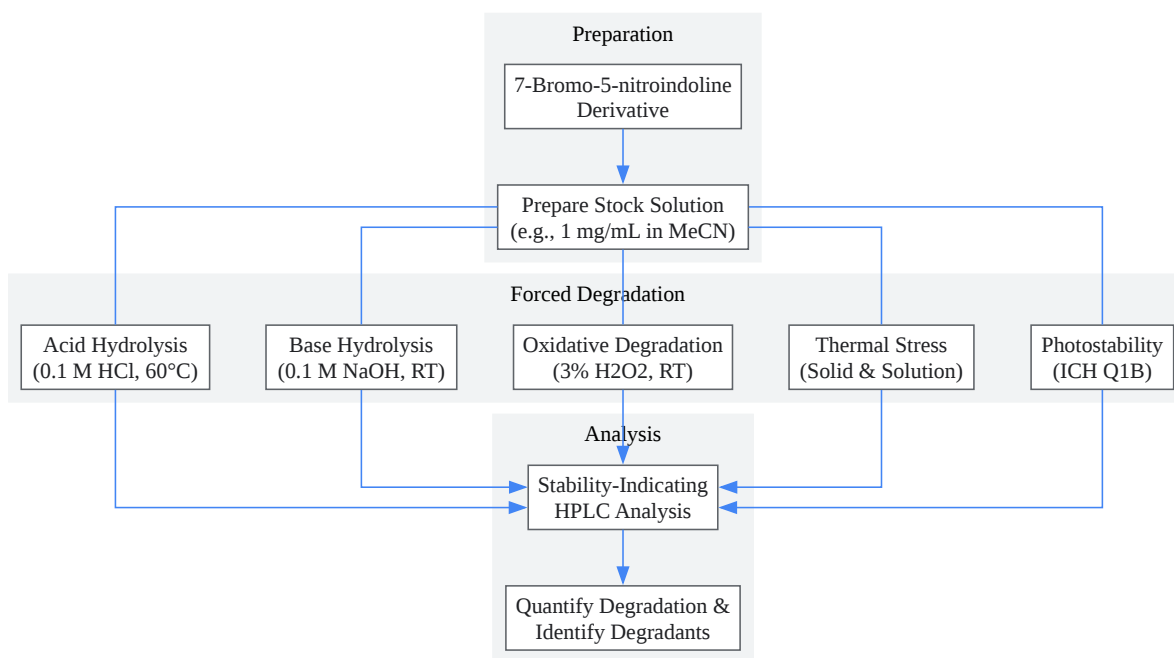 Preparation
7-Bromo-5-nitroindoline
Derivative
Prepare Stock Solution
(e.g., 1 mg/mL in MeCN)
Forced Degradation
Acid Hydrolysis
(0.1 M HCl, 60°C)
Base Hydrolysis
(0.1 M NaOH, RT)
Oxidative Degradation
(3% H2O2, RT)
Thermal Stress
(Solid & Solution)
Photostability
(ICH Q1B)
Analysis
Stability-Indicating
HPLC Analysis
Quantify Degradation &
Identify Degradants